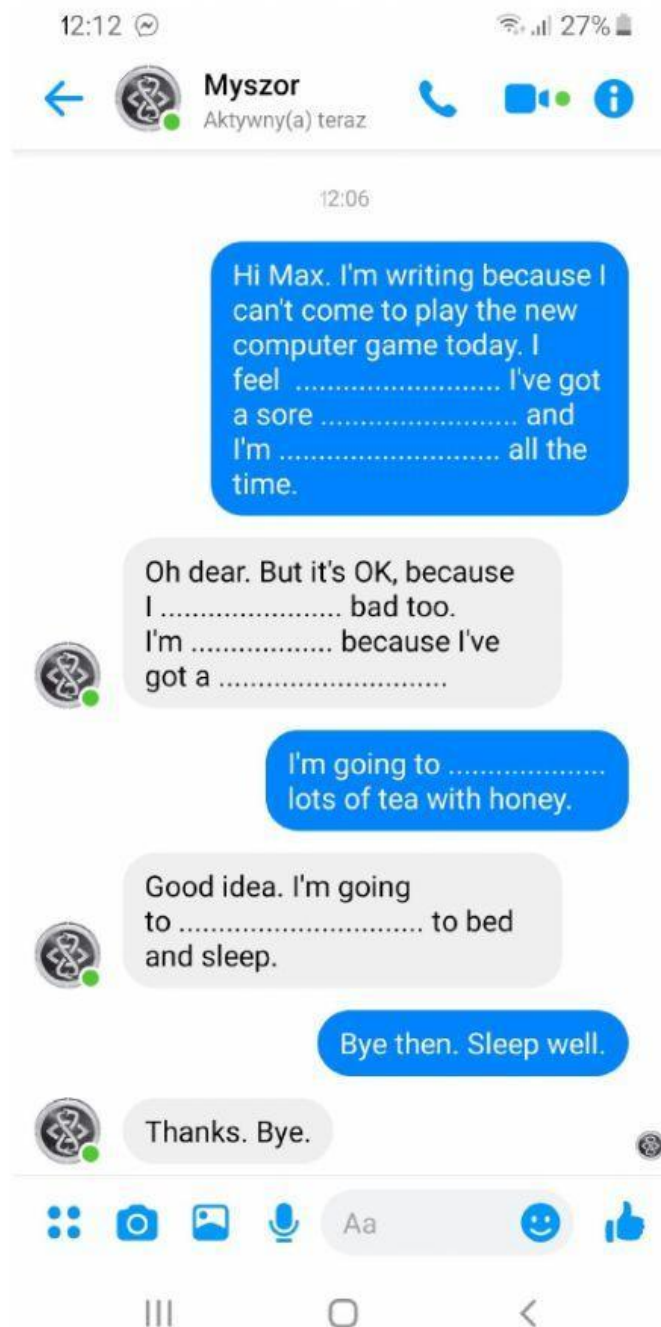 12:12 27%
Myszor
Aktywny(a) teraz
12:06
Hi Max. I'm writing because I
can't come to play the new
computer game today. I
feel .......................... I've got
a sore ......................... and
I'm ............................ all the
time.
Oh dear. But it's OK, because
I ....................... bad too.
I'm .................. because I've
got a .............................
I'm going to ....................
lots of tea with honey.
Good idea. I'm going
to ............................... to bed
and sleep.
Bye then. Sleep well.
Thanks. Bye.
Aa